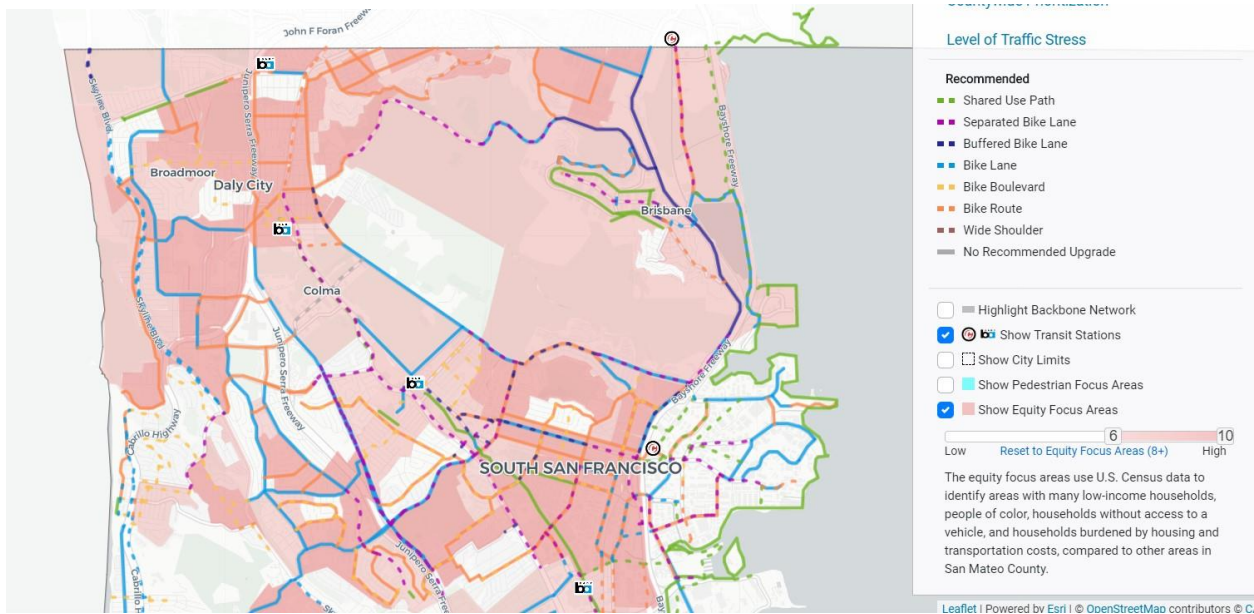 John F Foran Freew
Skyline Blvd
Junipero Serra Freeway
Bayshore Freeway
Broadmoor
Daly City
Brisbane
Colma
Skyline Blvd
Junipero Serra Freeway
Bayshore Freeway
Cabrillo Highway
SOUTH SAN FRANCISCO
Junipero Serra F
Cabrillo High
Sk
Bay
Countywide Prioritization
Level of Traffic Stress
Recommended
Shared Use Path
Separated Bike Lane
Buffered Bike Lane
Bike Lane
Bike Boulevard
Bike Route
Wide Shoulder
No Recommended Upgrade
Highlight Backbone Network
ba Show Transit Stations
Show City Limits
Show Pedestrian Focus Areas
Show Equity Focus Areas
6 10
Low Reset to Equity Focus Areas (8+) High
The equity focus areas use U.S. Census data to
identify areas with many low-income households,
people of color, households without access to a
vehicle, and households burdened by housing and
transportation costs, compared to other areas in
San Mateo County.
Leaflet | Powered by Esri | © OpenStreetMap contributors © C